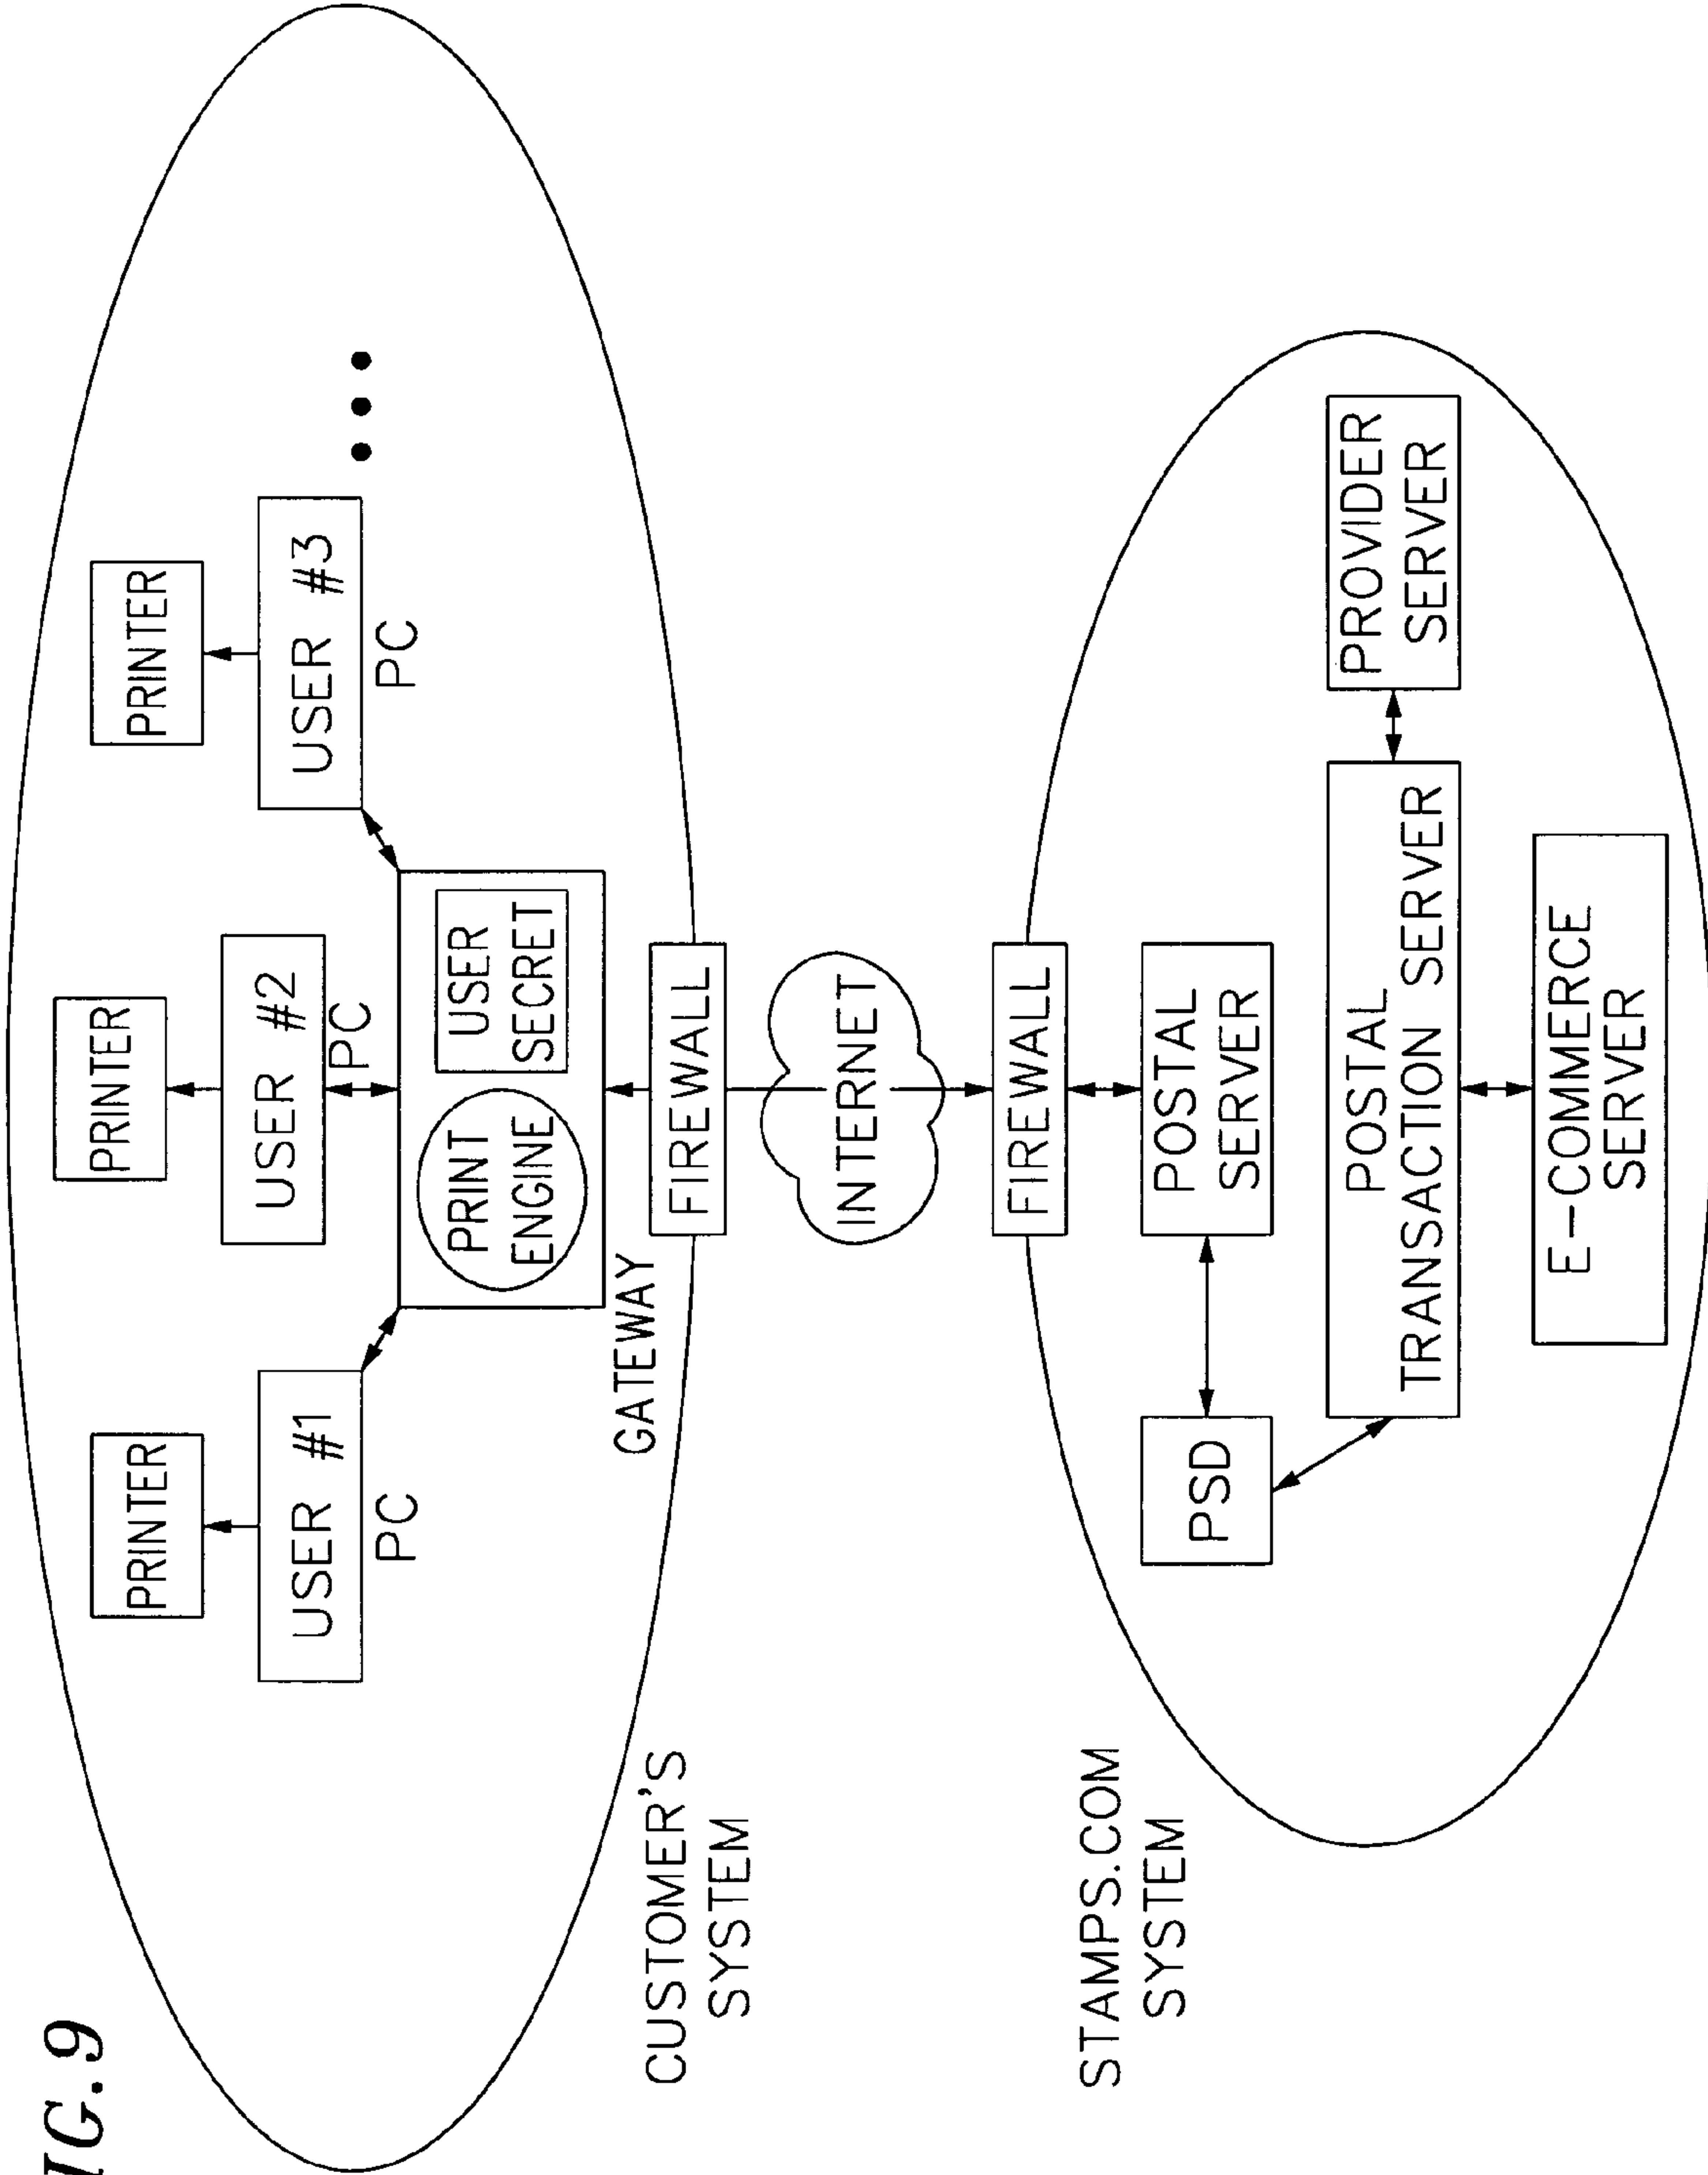 IG.9
PRINTER
PRINTER
PRINTER
USER #1
PC
USER #2
PC
USER #3
PC
PRINT
ENGINE
USER
SECRET
GATEWAY
FIREWALL
CUSTOMER'S
SYSTEM
INTERNET
STAMPS.COM
SYSTEM
FIREWALL
PSD
POSTAL
SERVER
POSTAL
TRANSACTION SERVER
PROVIDER
SERVER
E-COMMERCE
SERVER